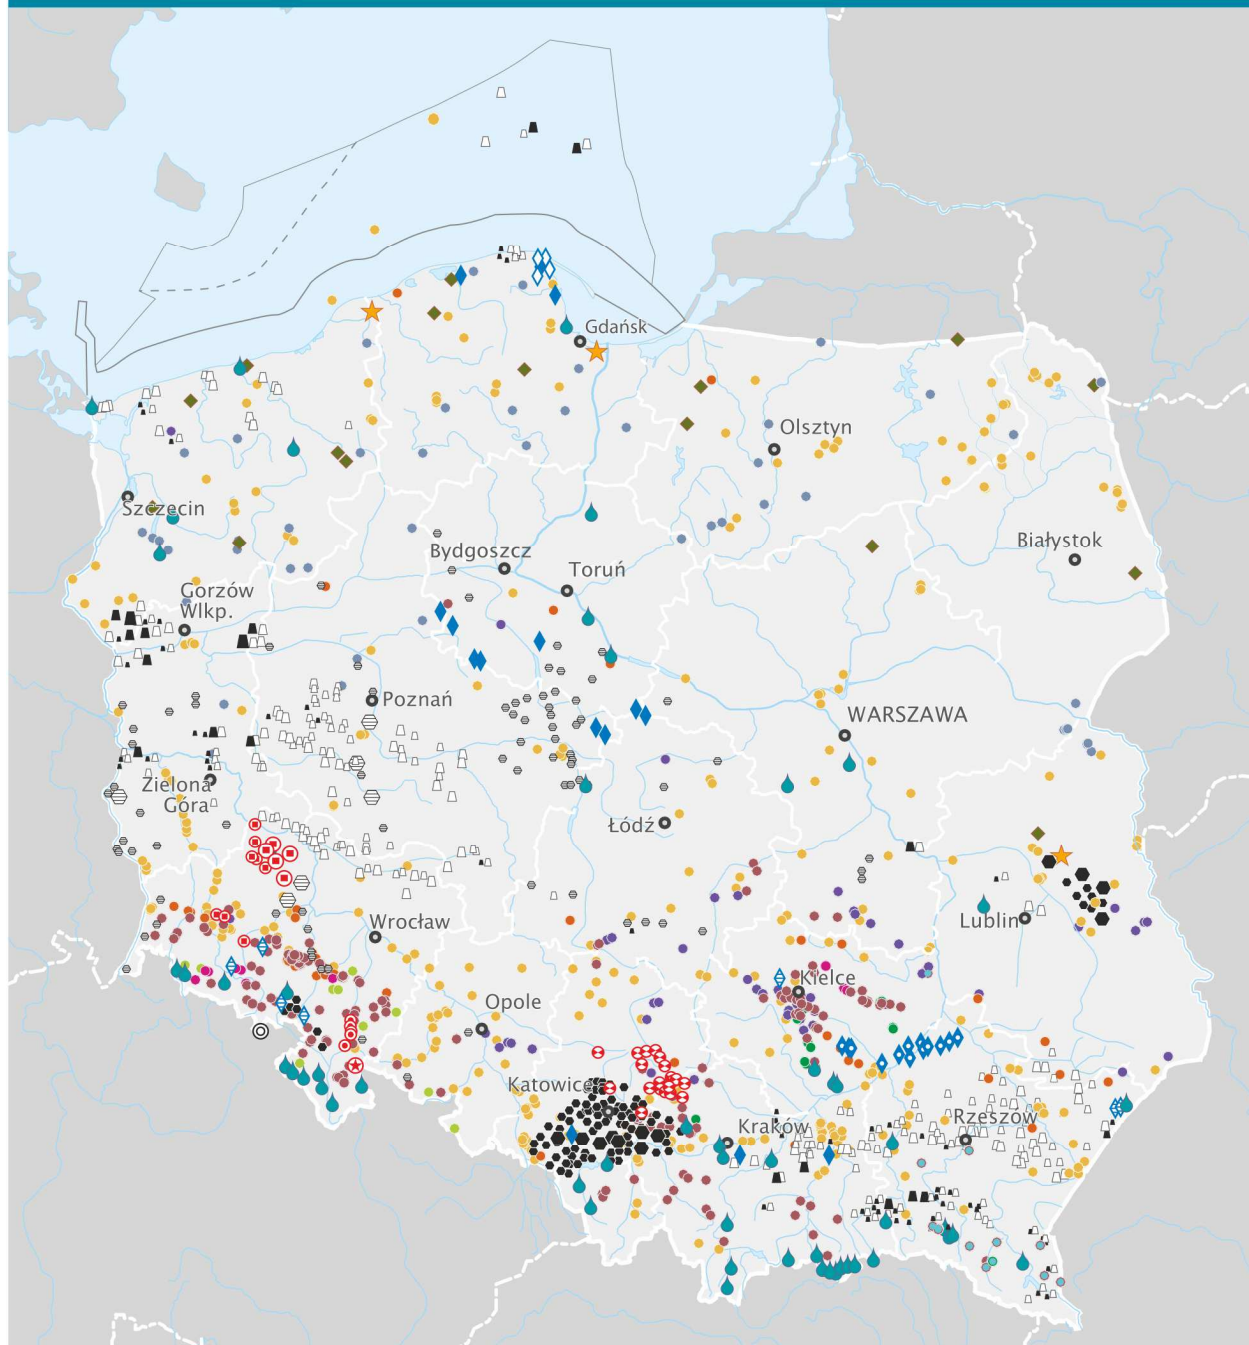 Gdańsk
Olsztyn
Szczecin
Białystok
Bydgoszcz
Toruń
Gorzów
Wlkp.
Poznań
WARSZAWA
Zielona
Góra
Łódź
Lublin
Wrocław
Kielce
Opole
Katowice
Rzeszów
Kraków